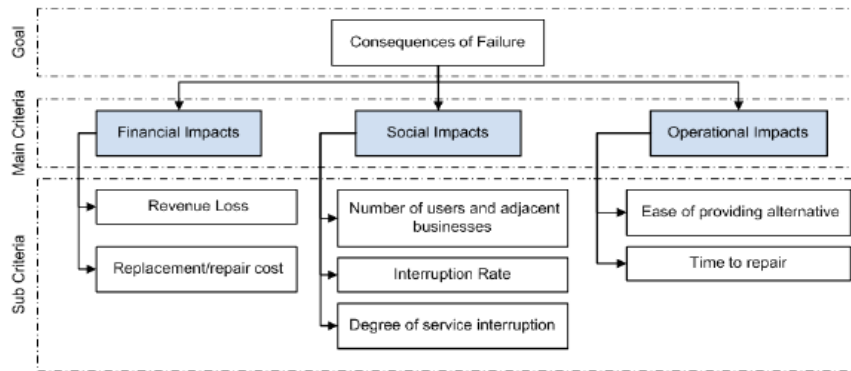 Goal
Consequences of Failure
Main Criteria
Financial Impacts
Social Impacts
Operational Impacts
Sub Criteria
Revenue Loss
Replacement/repair cost
Number of users and adjacent
businesses
Interruption Rate
Degree of service interruption
Ease of providing alternative
Time to repair